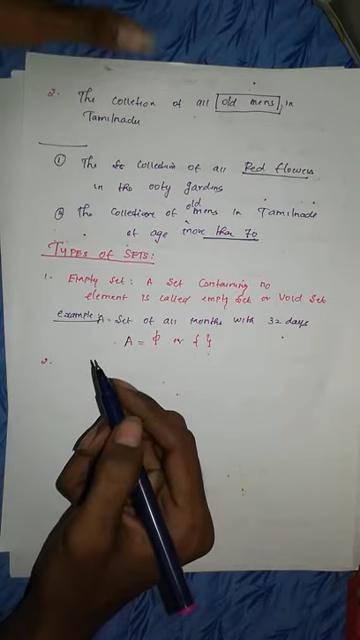 2. The Colletion of all old mens, in
Tamilnadu
① The Collection of all Red flowers
in the ooty gardens
② The Collection of old mens in Tamilnadu
of age more than 70
TYPES OF SETS:
1. Empty Set: A Set Containing no
element is called empty Set or Void Set
example: A = Set of all Months with 32 days
A = ϕ or { }
2.